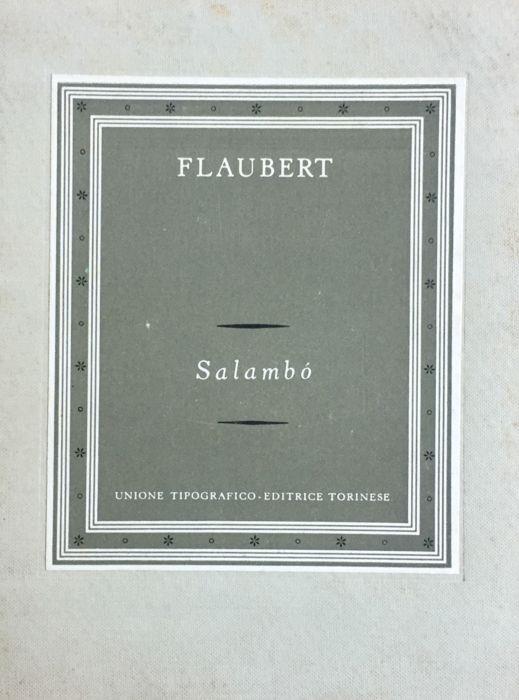 FLAUBERT
Salambó
UNIONE TIPOGRAFICO-EDITRICE TORINESE